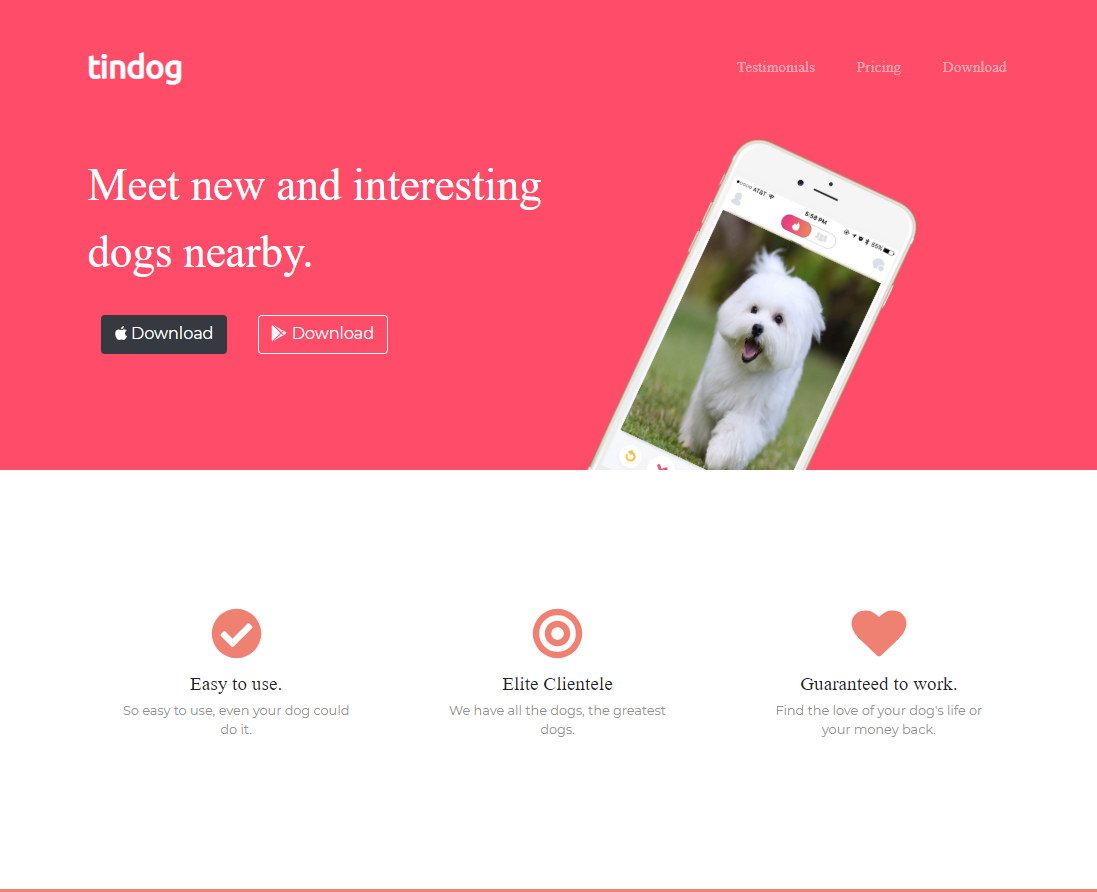 tindog
Testimonials Pricing Download
Meet new and interesting
dogs nearby.
Download Download
AT&T 5:58 PM 55%
Easy to use.
So easy to use, even your dog could
do it.
Elite Clientele
We have all the dogs, the greatest
dogs.
Guaranteed to work.
Find the love of your dog's life or
your money back.